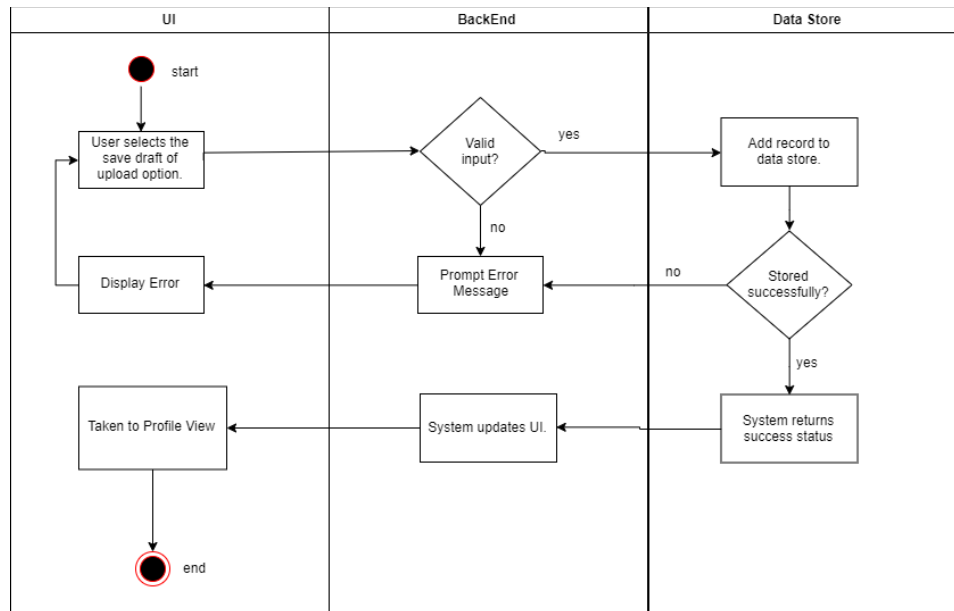 UI
BackEnd
Data Store
start
User selects the
save draft of
upload option.
Valid
input?
yes
Add record to
data store.
no
Display Error
Prompt Error
Message
no
Stored
successfully?
yes
Taken to Profile View
System updates UI.
System returns
success status
end